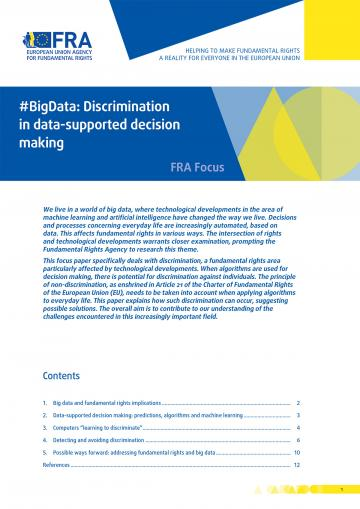 FRA
EUROPEAN UNION AGENCY
FOR FUNDAMENTAL RIGHTS
HELPING TO MAKE FUNDAMENTAL RIGHTS
A REALITY FOR EVERYONE IN THE EUROPEAN UNION
#BigData: Discrimination
in data-supported decision
making
FRA Focus
We live in a world of big data, where technological developments in the area of
machine learning and artificial intelligence have changed the way we live. Decisions
and processes concerning everyday life are increasingly automated, based on
data. This affects fundamental rights in various ways. The intersection of rights
and technological developments warrants closer examination, prompting the
Fundamental Rights Agency to research this theme.
This focus paper specifically deals with discrimination, a fundamental rights area
particularly affected by technological developments. When algorithms are used for
decision making, there is potential for discrimination against individuals. The principle
of non-discrimination, as enshrined in Article 21 of the Charter of Fundamental Rights
of the European Union (EU), needs to be taken into account when applying algorithms
to everyday life. This paper explains how such discrimination can occur, suggesting
possible solutions. The overall aim is to contribute to our understanding of the
challenges encountered in this increasingly important field.
Contents
1. Big data and fundamental rights implications 2
2. Data-supported decision making: predictions, algorithms and machine learning 3
3. Computers "learning to discriminate" 4
4. Detecting and avoiding discrimination 6
5. Possible ways forward: addressing fundamental rights and big data 10
References 12
1